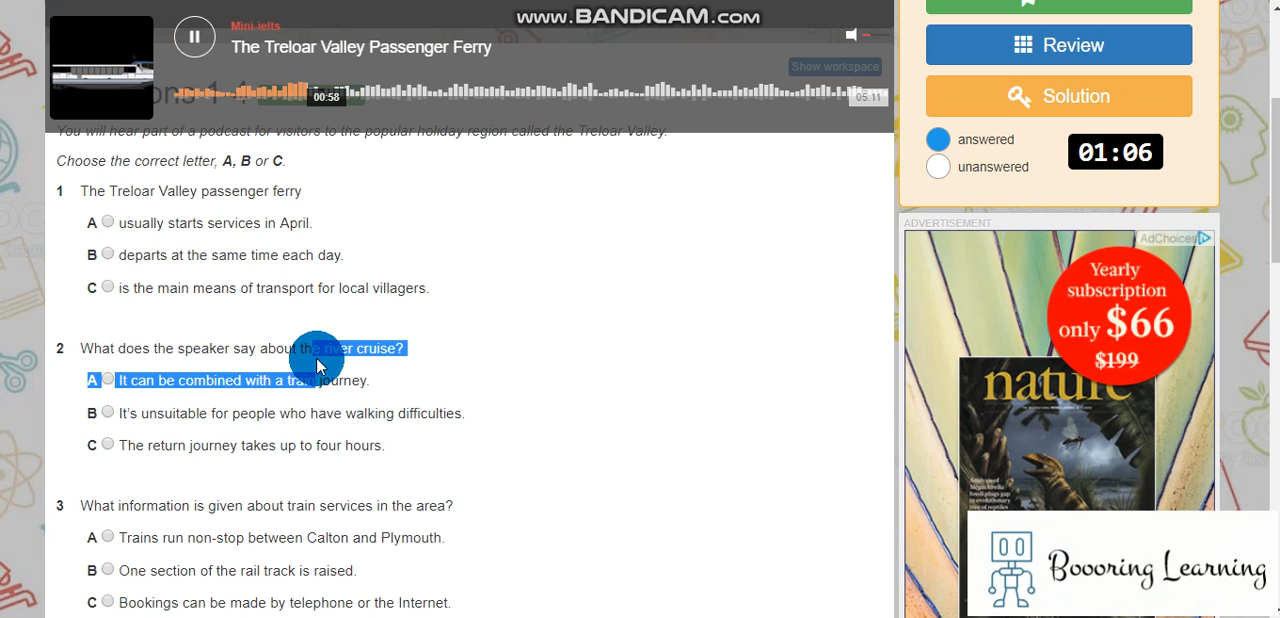 www.BANDICAM.com
Mini-ielts
The Treloar Valley Passenger Ferry
Show workspace
00:58
05:11
You will hear part of a podcast for visitors to the popular holiday region called the Treloar Valley.
Choose the correct letter, A, B or C.
1 The Treloar Valley passenger ferry
A usually starts services in April.
B departs at the same time each day.
C is the main means of transport for local villagers.
2 What does the speaker say about the river cruise?
A It can be combined with a train journey.
B It's unsuitable for people who have walking difficulties.
C The return journey takes up to four hours.
3 What information is given about train services in the area?
A Trains run non-stop between Calton and Plymouth.
B One section of the rail track is raised.
C Bookings can be made by telephone or the Internet.
Review
Solution
answered
unanswered
01:06
ADVERTISEMENT
AdChoices
Yearly
subscription
only $66
$199
nature
Boooring Learning